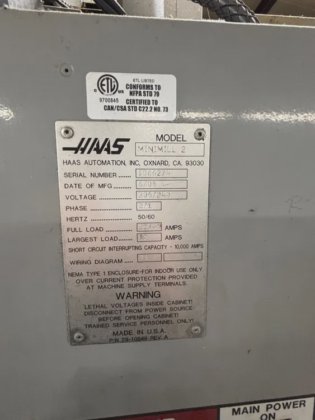 ETL LISTED
CONFORMS TO
NFPA STD 79
9700845
CERTIFIED TO
CAN/CSA STD C22.2 NO. 73
HAAS
MODEL
MINIMILL 2
HAAS AUTOMATION, INC. OXNARD, CA. 93030
SERIAL NUMBER
DATE OF MFG
VOLTAGE
PHASE
HERTZ 50/60
FULL LOAD AMPS
LARGEST LOAD AMPS
SHORT CIRCUIT INTERRUPTING CAPACITY - 10,000 AMPS
WIRING DIAGRAM
NEMA TYPE 1 ENCLOSURE-FOR INDOOR USE ONLY
OVER CURRENT PROTECTION PROVIDED
AT MACHINE SUPPLY TERMINALS.
WARNING
LETHAL VOLTAGES INSIDE CABINET!
DISCONNECT FROM POWER SOURCE
BEFORE OPENING CABINET!
TRAINED SERVICE PERSONNEL ONLY!
MADE IN U.S.A.
MAIN POWER
ON